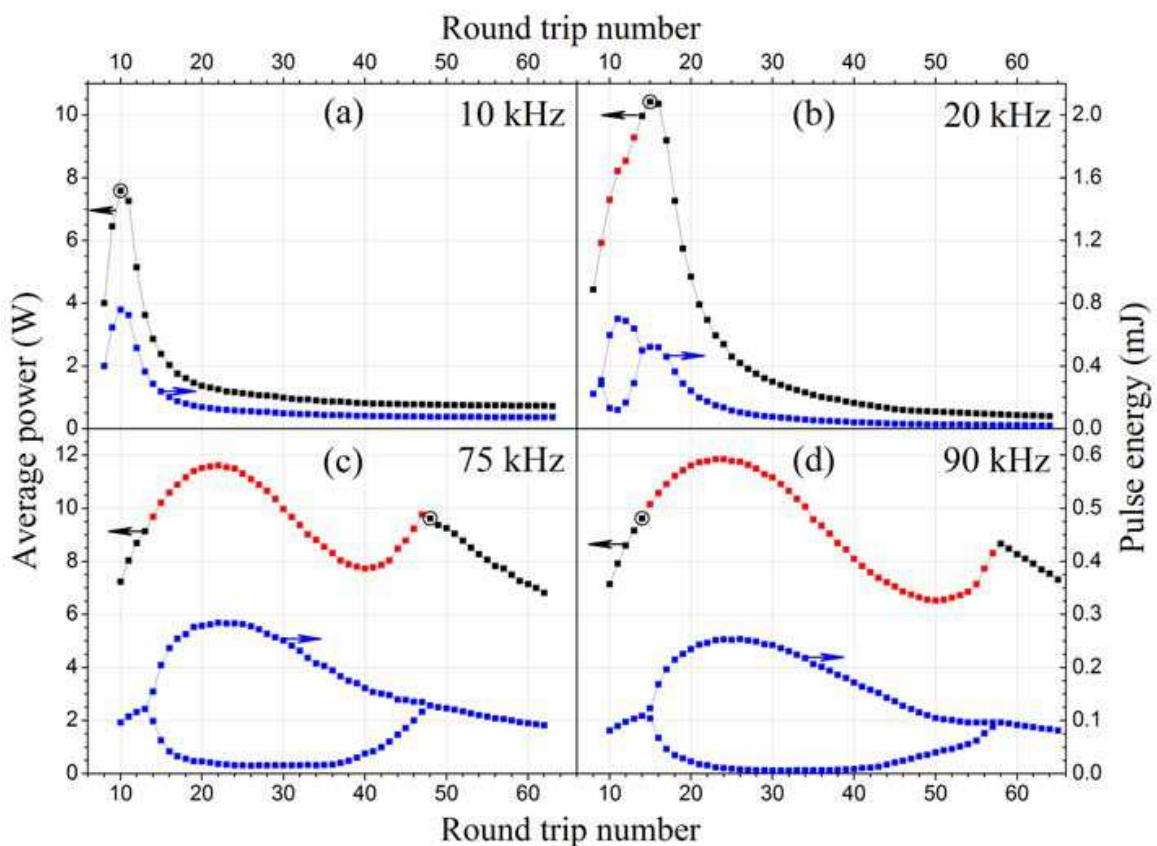 Round trip number
10 20 30 40 50 60 10 20 30 40 50 60
(a) 10 kHz (b) 20 kHz
10 8 6 4 2 0
2.0 1.6 1.2 0.8 0.4 0.0
(c) 75 kHz (d) 90 kHz
12 10 8 6 4 2 0
0.6 0.5 0.4 0.3 0.2 0.1 0.0
Average power (W)
Pulse energy (mJ)
10 20 30 40 50 60 10 20 30 40 50 60
Round trip number